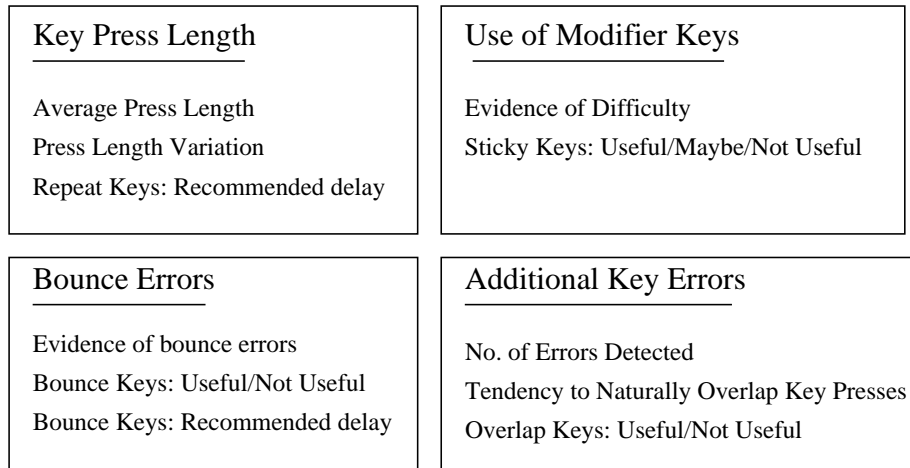 Key Press Length
Average Press Length
Press Length Variation
Repeat Keys: Recommended delay
Use of Modifier Keys
Evidence of Difficulty
Sticky Keys: Useful/Maybe/Not Useful
Bounce Errors
Evidence of bounce errors
Bounce Keys: Useful/Not Useful
Bounce Keys: Recommended delay
Additional Key Errors
No. of Errors Detected
Tendency to Naturally Overlap Key Presses
Overlap Keys: Useful/Not Useful